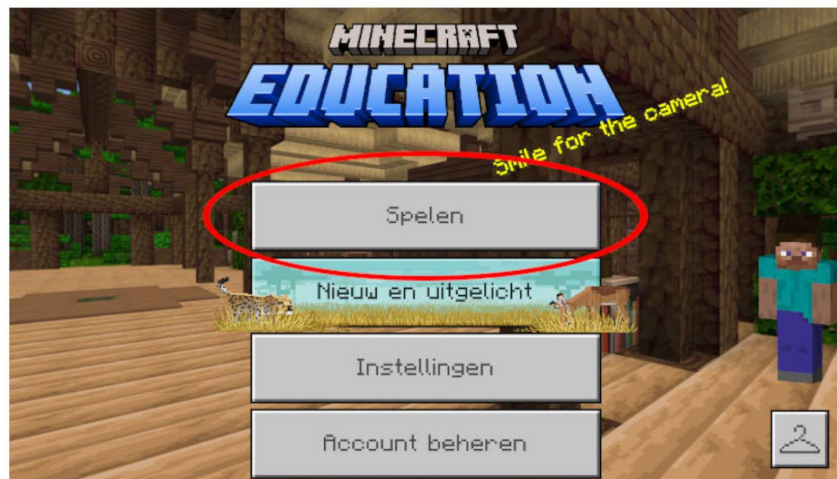 MINECRAFT
EDUCATION
Smile for the camera!
Spelen
Nieuw en uitgelicht
Instellingen
Account beheren